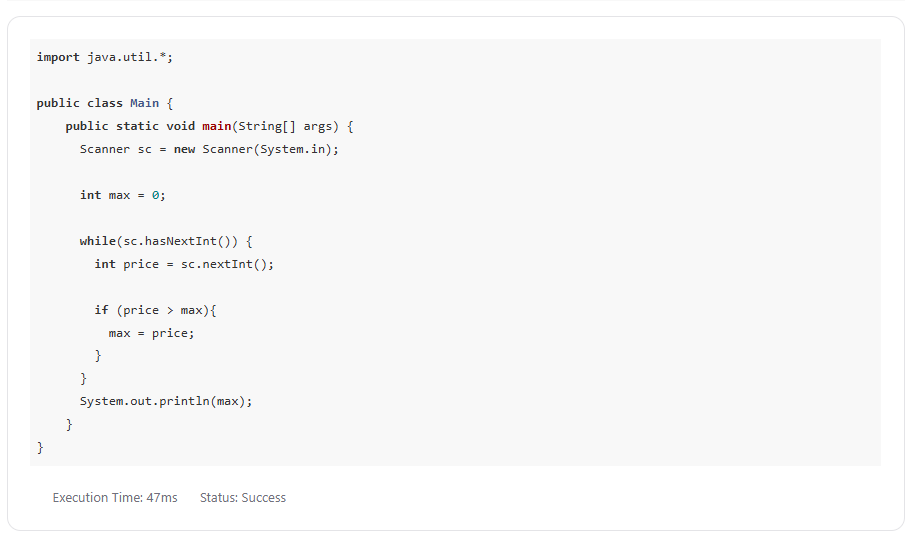 import java.util.*;
public class Main {
public static void main(String[] args) {
Scanner sc = new Scanner(System.in);
int max = 0;
while(sc.hasNextInt()) {
int price = sc.nextInt();
if (price > max){
max = price;
}
}
System.out.println(max);
}
}
Execution Time: 47ms Status: Success